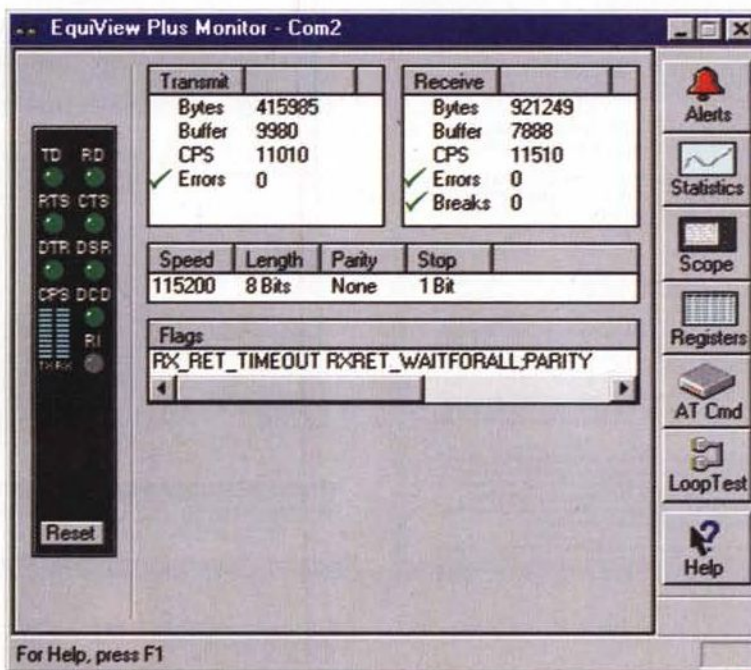 EquiView Plus Monitor - Com2
TD RD
RTS CTS
DTR DSR
CPS DCD
RI
TX RX
Reset
Transmit
Bytes 415985
Buffer 9980
CPS 11010
Errors 0
Receive
Bytes 921249
Buffer 7888
CPS 11510
Errors 0
Breaks 0
Speed Length Parity Stop
115200 8 Bits None 1 Bit
Flags
RX_RET_TIMEOUT RXRET_WAITFORALL;PARITY
Alerts
Statistics
Scope
Registers
AT Cmd
LoopTest
Help
For Help, press F1